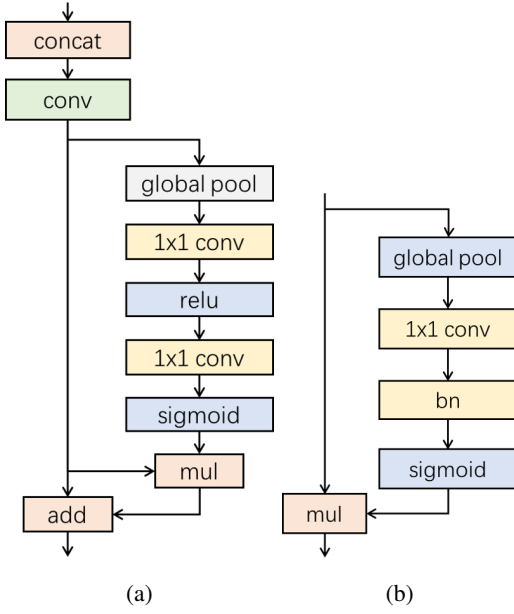 concat
conv
global pool
1x1 conv
relu
1x1 conv
sigmoid
mul
add
(a)
global pool
1x1 conv
bn
sigmoid
mul
(b)